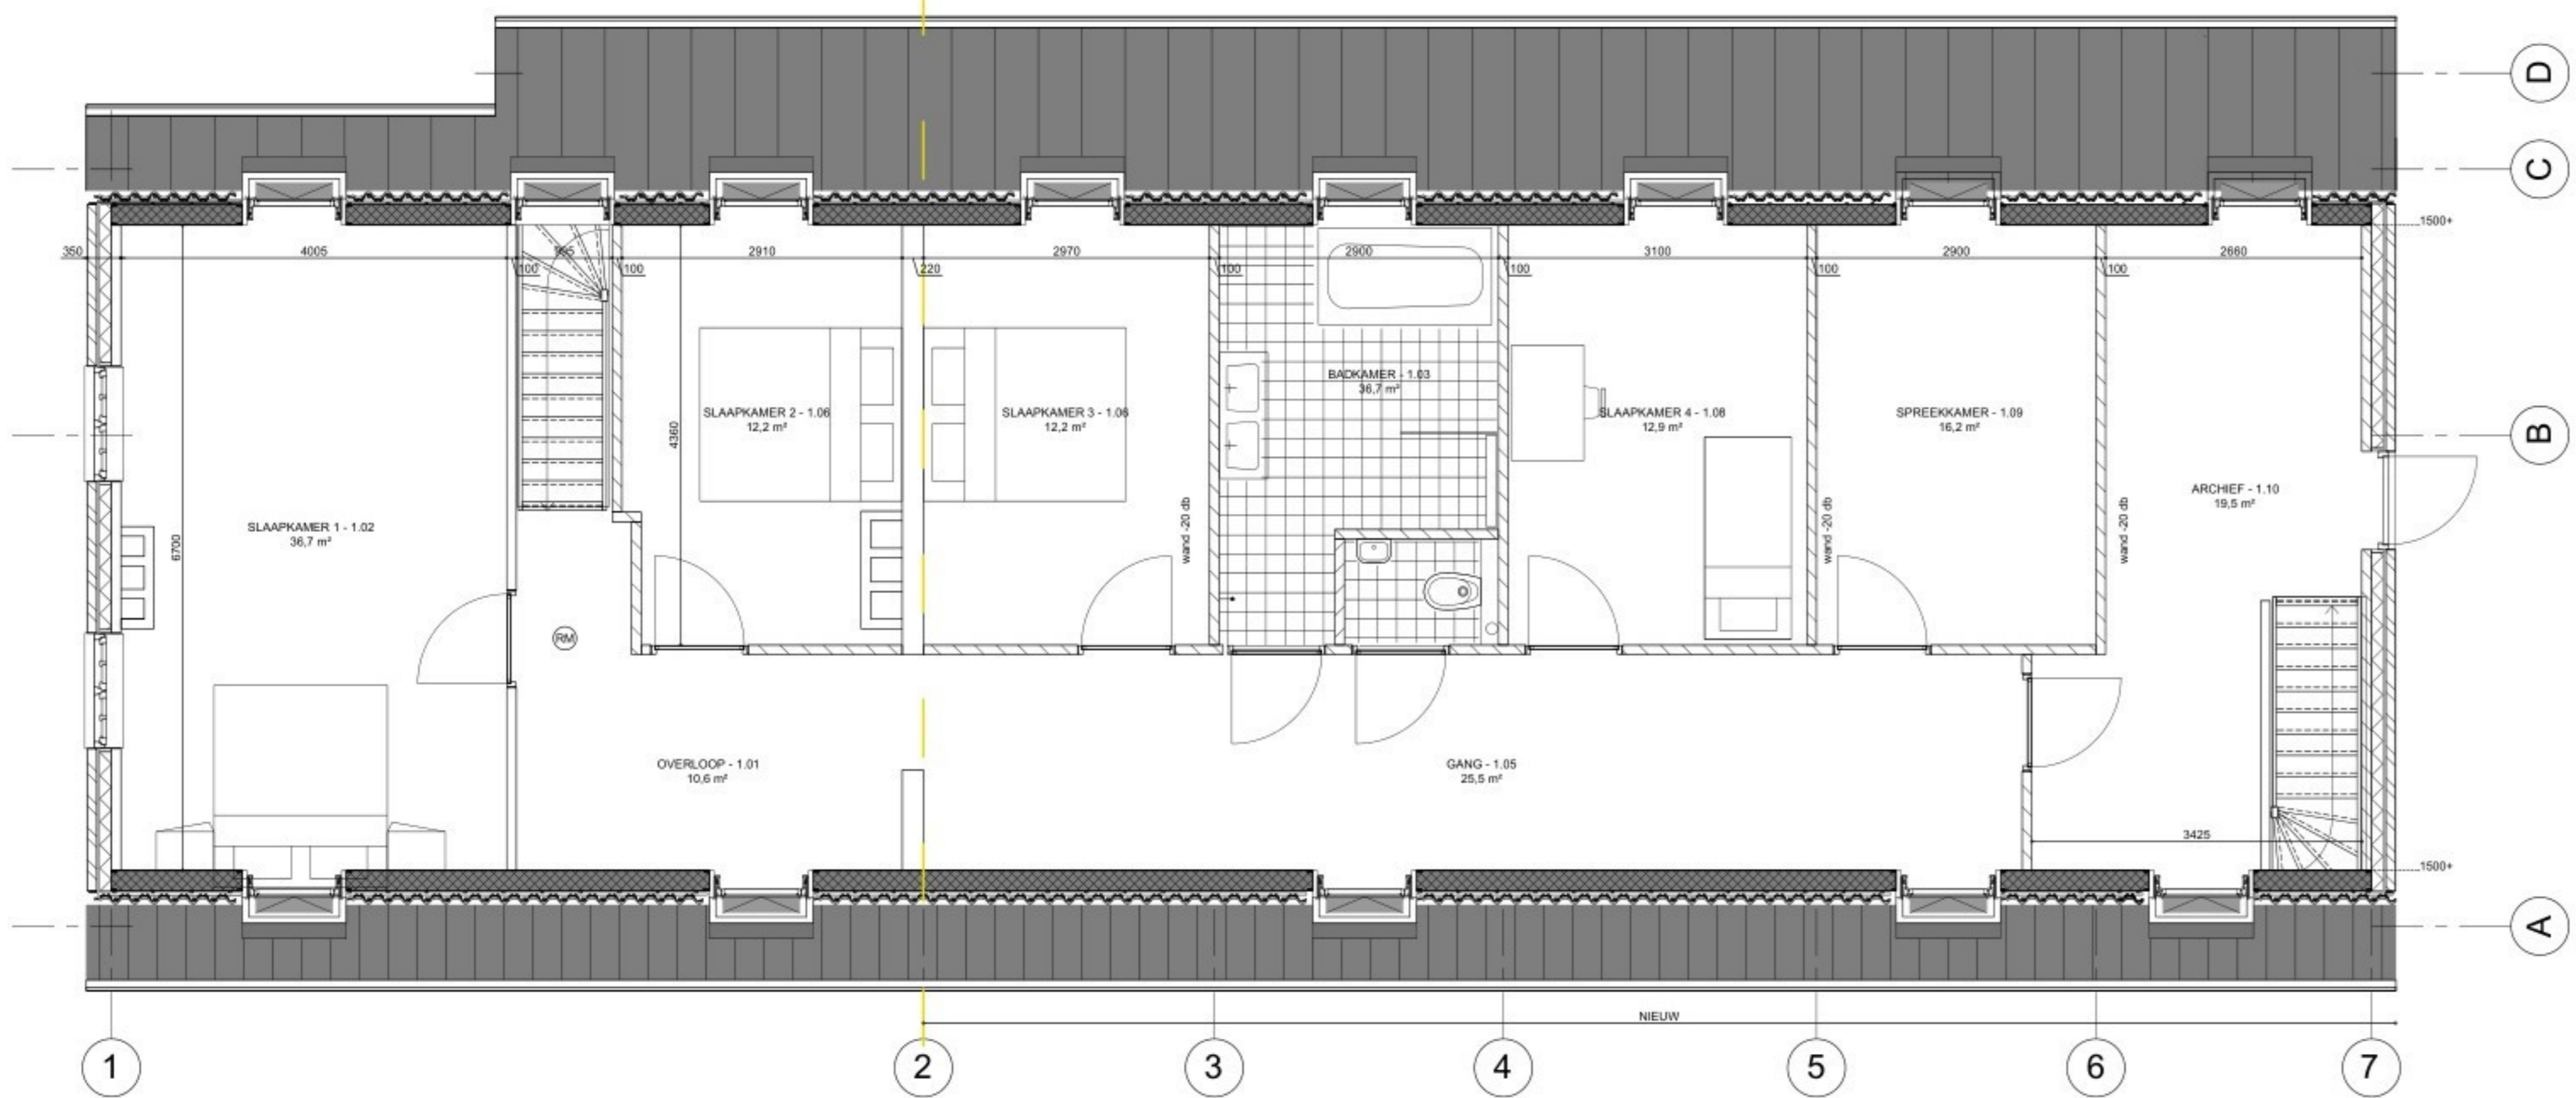 D
C
1500+
350
4005
100
995
100
2910
220
2970
100
2900
100
3100
100
2900
100
2660
BADKAMER - 1.03
36,7 m²
SLAAPKAMER 2 - 1.06
12,2 m²
SLAAPKAMER 3 - 1.06
12,2 m²
SLAAPKAMER 4 - 1.08
12,9 m²
SPREEKKAMER - 1.09
16,2 m²
4360
B
ARCHIEF - 1.10
19,5 m²
SLAAPKAMER 1 - 1.02
36,7 m²
6700
wand -20 db
wand -20 db
wand -20 db
RM
OVERLOOP - 1.01
10,6 m²
GANG - 1.05
25,5 m²
3425
1500+
A
NIEUW
1
2
3
4
5
6
7